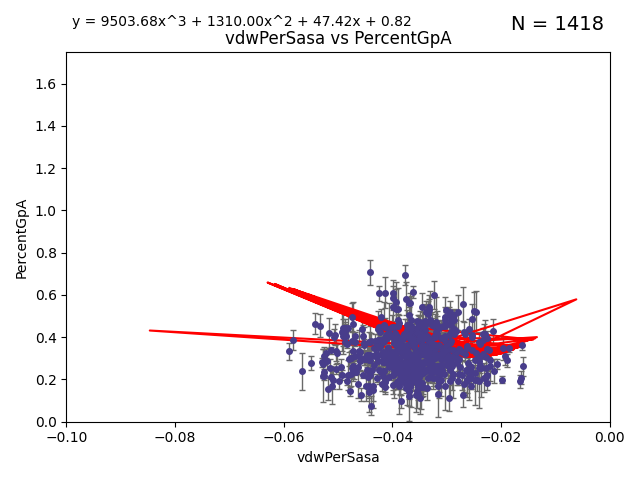 y = 9503.68x^3 + 1310.00x^2 + 47.42x + 0.82
N = 1418
vdwPerSasa vs PercentGpA
PercentGpA
1.6
1.4
1.2
1.0
0.8
0.6
0.4
0.2
0.0
−0.10 −0.08 −0.06 −0.04 −0.02 0.00
vdwPerSasa